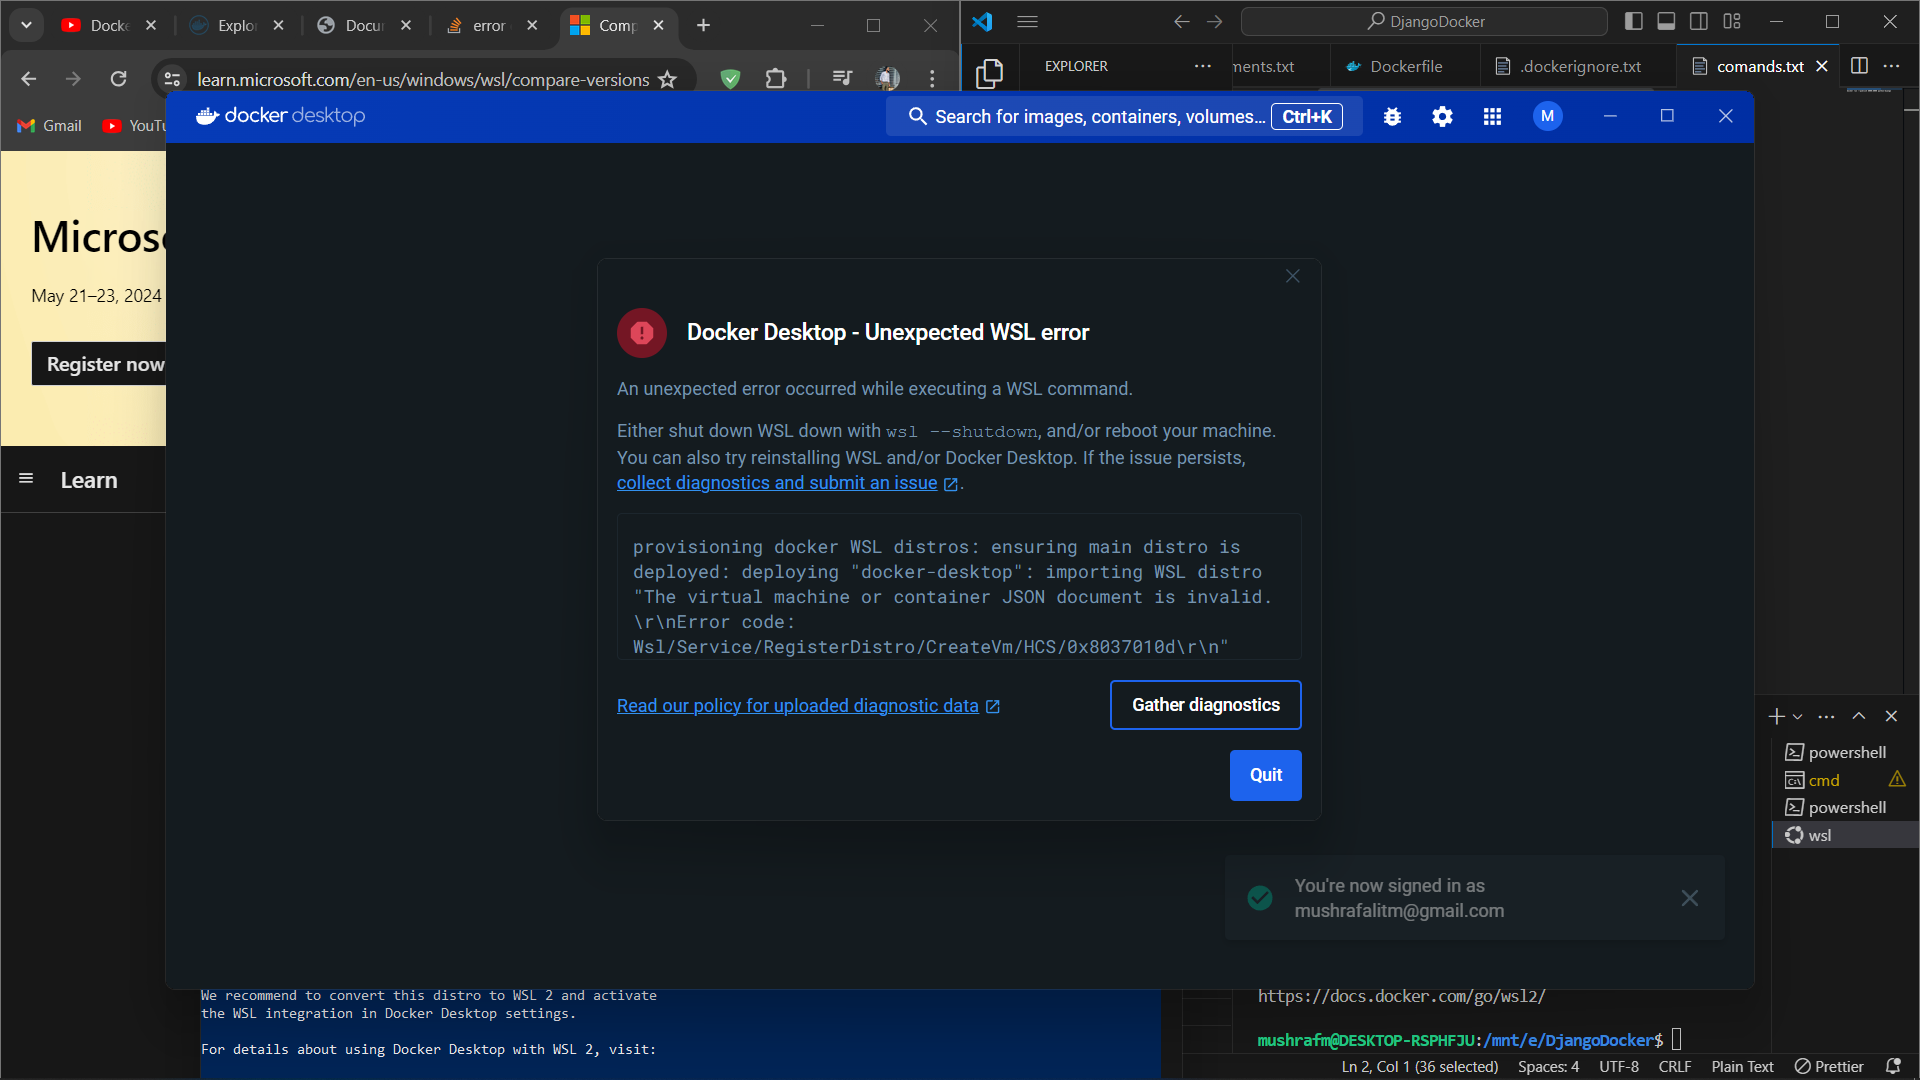 Docke
Explor
Docur
error
Comp
DjangoDocker
learn.microsoft.com/en-us/windows/wsl/compare-versions
EXPLORER
ments.txt
Dockerfile
.dockerignore.txt
comands.txt
Gmail
YouTu
docker desktop
Search for images, containers, volumes...
Ctrl+K
M
Microso
May 21–23, 2024
Register now
Learn
Docker Desktop - Unexpected WSL error
An unexpected error occurred while executing a WSL command.
Either shut down WSL down with wsl --shutdown, and/or reboot your machine.
You can also try reinstalling WSL and/or Docker Desktop. If the issue persists,
collect diagnostics and submit an issue.
provisioning docker WSL distros: ensuring main distro is
deployed: deploying "docker-desktop": importing WSL distro
"The virtual machine or container JSON document is invalid.
\r\nError code:
Wsl/Service/RegisterDistro/CreateVm/HCS/0x8037010d\r\n"
Read our policy for uploaded diagnostic data
Gather diagnostics
Quit
powershell
cmd
powershell
wsl
You're now signed in as
mushrafalitm@gmail.com
We recommend to convert this distro to WSL 2 and activate
the WSL integration in Docker Desktop settings.
For details about using Docker Desktop with WSL 2, visit:
https://docs.docker.com/go/wsl2/
mushrafm@DESKTOP-RSPHFJU:/mnt/e/DjangoDocker$
Ln 2, Col 1 (36 selected)
Spaces: 4
UTF-8
CRLF
Plain Text
Prettier